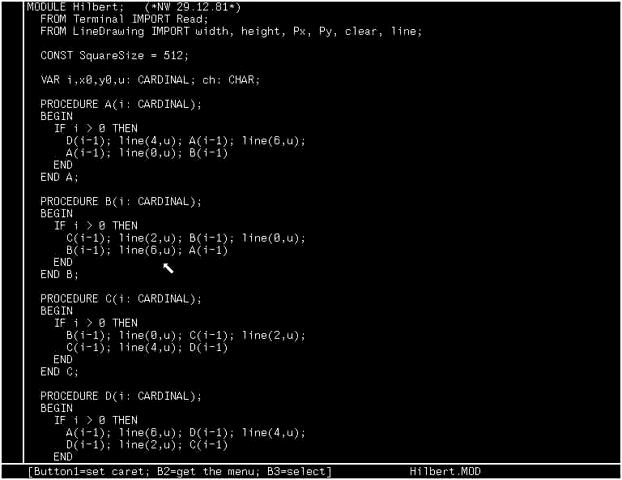 MODULE Hilbert;   (*NW 29.12.81*)
  FROM Terminal IMPORT Read;
  FROM LineDrawing IMPORT width, height, Px, Py, clear, line;

  CONST SquareSize = 512;

  VAR i,x0,y0,u: CARDINAL; ch: CHAR;

  PROCEDURE A(i: CARDINAL);
  BEGIN
    IF i > 0 THEN
      D(i-1); line(4,u); A(i-1); line(6,u);
      A(i-1); line(0,u); B(i-1)
    END
  END A;

  PROCEDURE B(i: CARDINAL);
  BEGIN
    IF i > 0 THEN
      C(i-1); line(2,u); B(i-1); line(0,u);
      B(i-1); line(6,u); A(i-1)
    END
  END B;

  PROCEDURE C(i: CARDINAL);
  BEGIN
    IF i > 0 THEN
      B(i-1); line(0,u); C(i-1); line(2,u);
      C(i-1); line(4,u); D(i-1)
    END
  END C;

  PROCEDURE D(i: CARDINAL);
  BEGIN
    IF i > 0 THEN
      A(i-1); line(6,u); D(i-1); line(4,u);
      D(i-1); line(2,u); C(i-1)
    END
[Button1=set caret; B2=get the menu; B3=select]          Hilbert.MOD